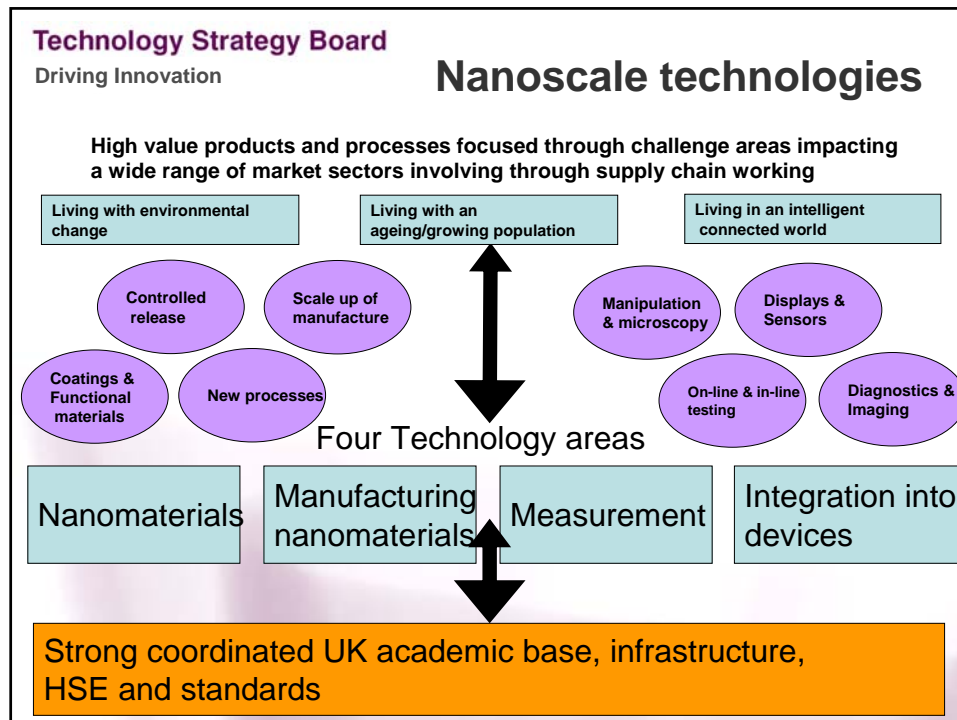 Technology Strategy Board
Driving Innovation
Nanoscale technologies
High value products and processes focused through challenge areas impacting
a wide range of market sectors involving through supply chain working
Living with environmental
change
Living with an
ageing/growing population
Living in an intelligent
connected world
Controlled
release
Scale up of
manufacture
Manipulation
& microscopy
Displays &
Sensors
Coatings &
Functional
materials
New processes
On-line & in-line
testing
Diagnostics &
Imaging
Four Technology areas
Nanomaterials
Manufacturing
nanomaterials
Measurement
Integration into
devices
Strong coordinated UK academic base, infrastructure,
HSE and standards